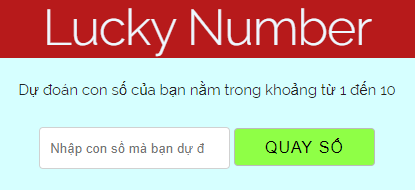 Lucky Number
Dự đoán con số của bạn nằm trong khoảng từ 1 đến 10
Nhập con số mà bạn dự đ
QUAY SỐ